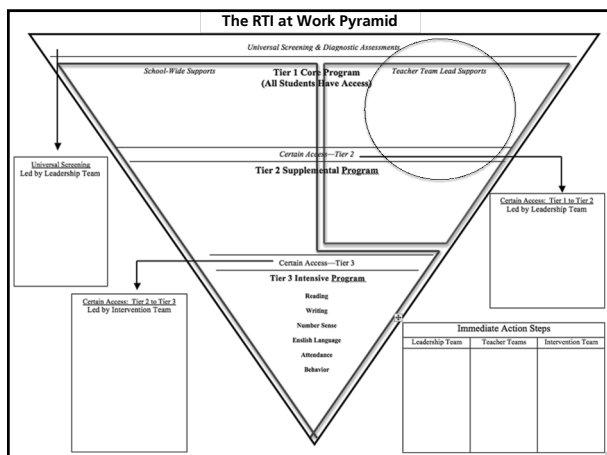 The RTI at Work Pyramid
Universal Screening & Diagnostic Assessments
School-Wide Supports
Tier 1 Core Program
(All Students Have Access)
Teacher Team Lead Supports
Certain Access—Tier 2
Tier 2 Supplemental Program
Universal Screening
Led by Leadership Team
Certain Access: Tier 1 to Tier 2
Led by Leadership Team
Certain Access—Tier 3
Tier 3 Intensive Program
Reading
Writing
Number Sense
Enslish Language
Attendance
Behavior
Certain Access: Tier 2 to Tier 3
Led by Intervention Team
Immediate Action Steps
Leadership Team Teacher Teams Intervention Team